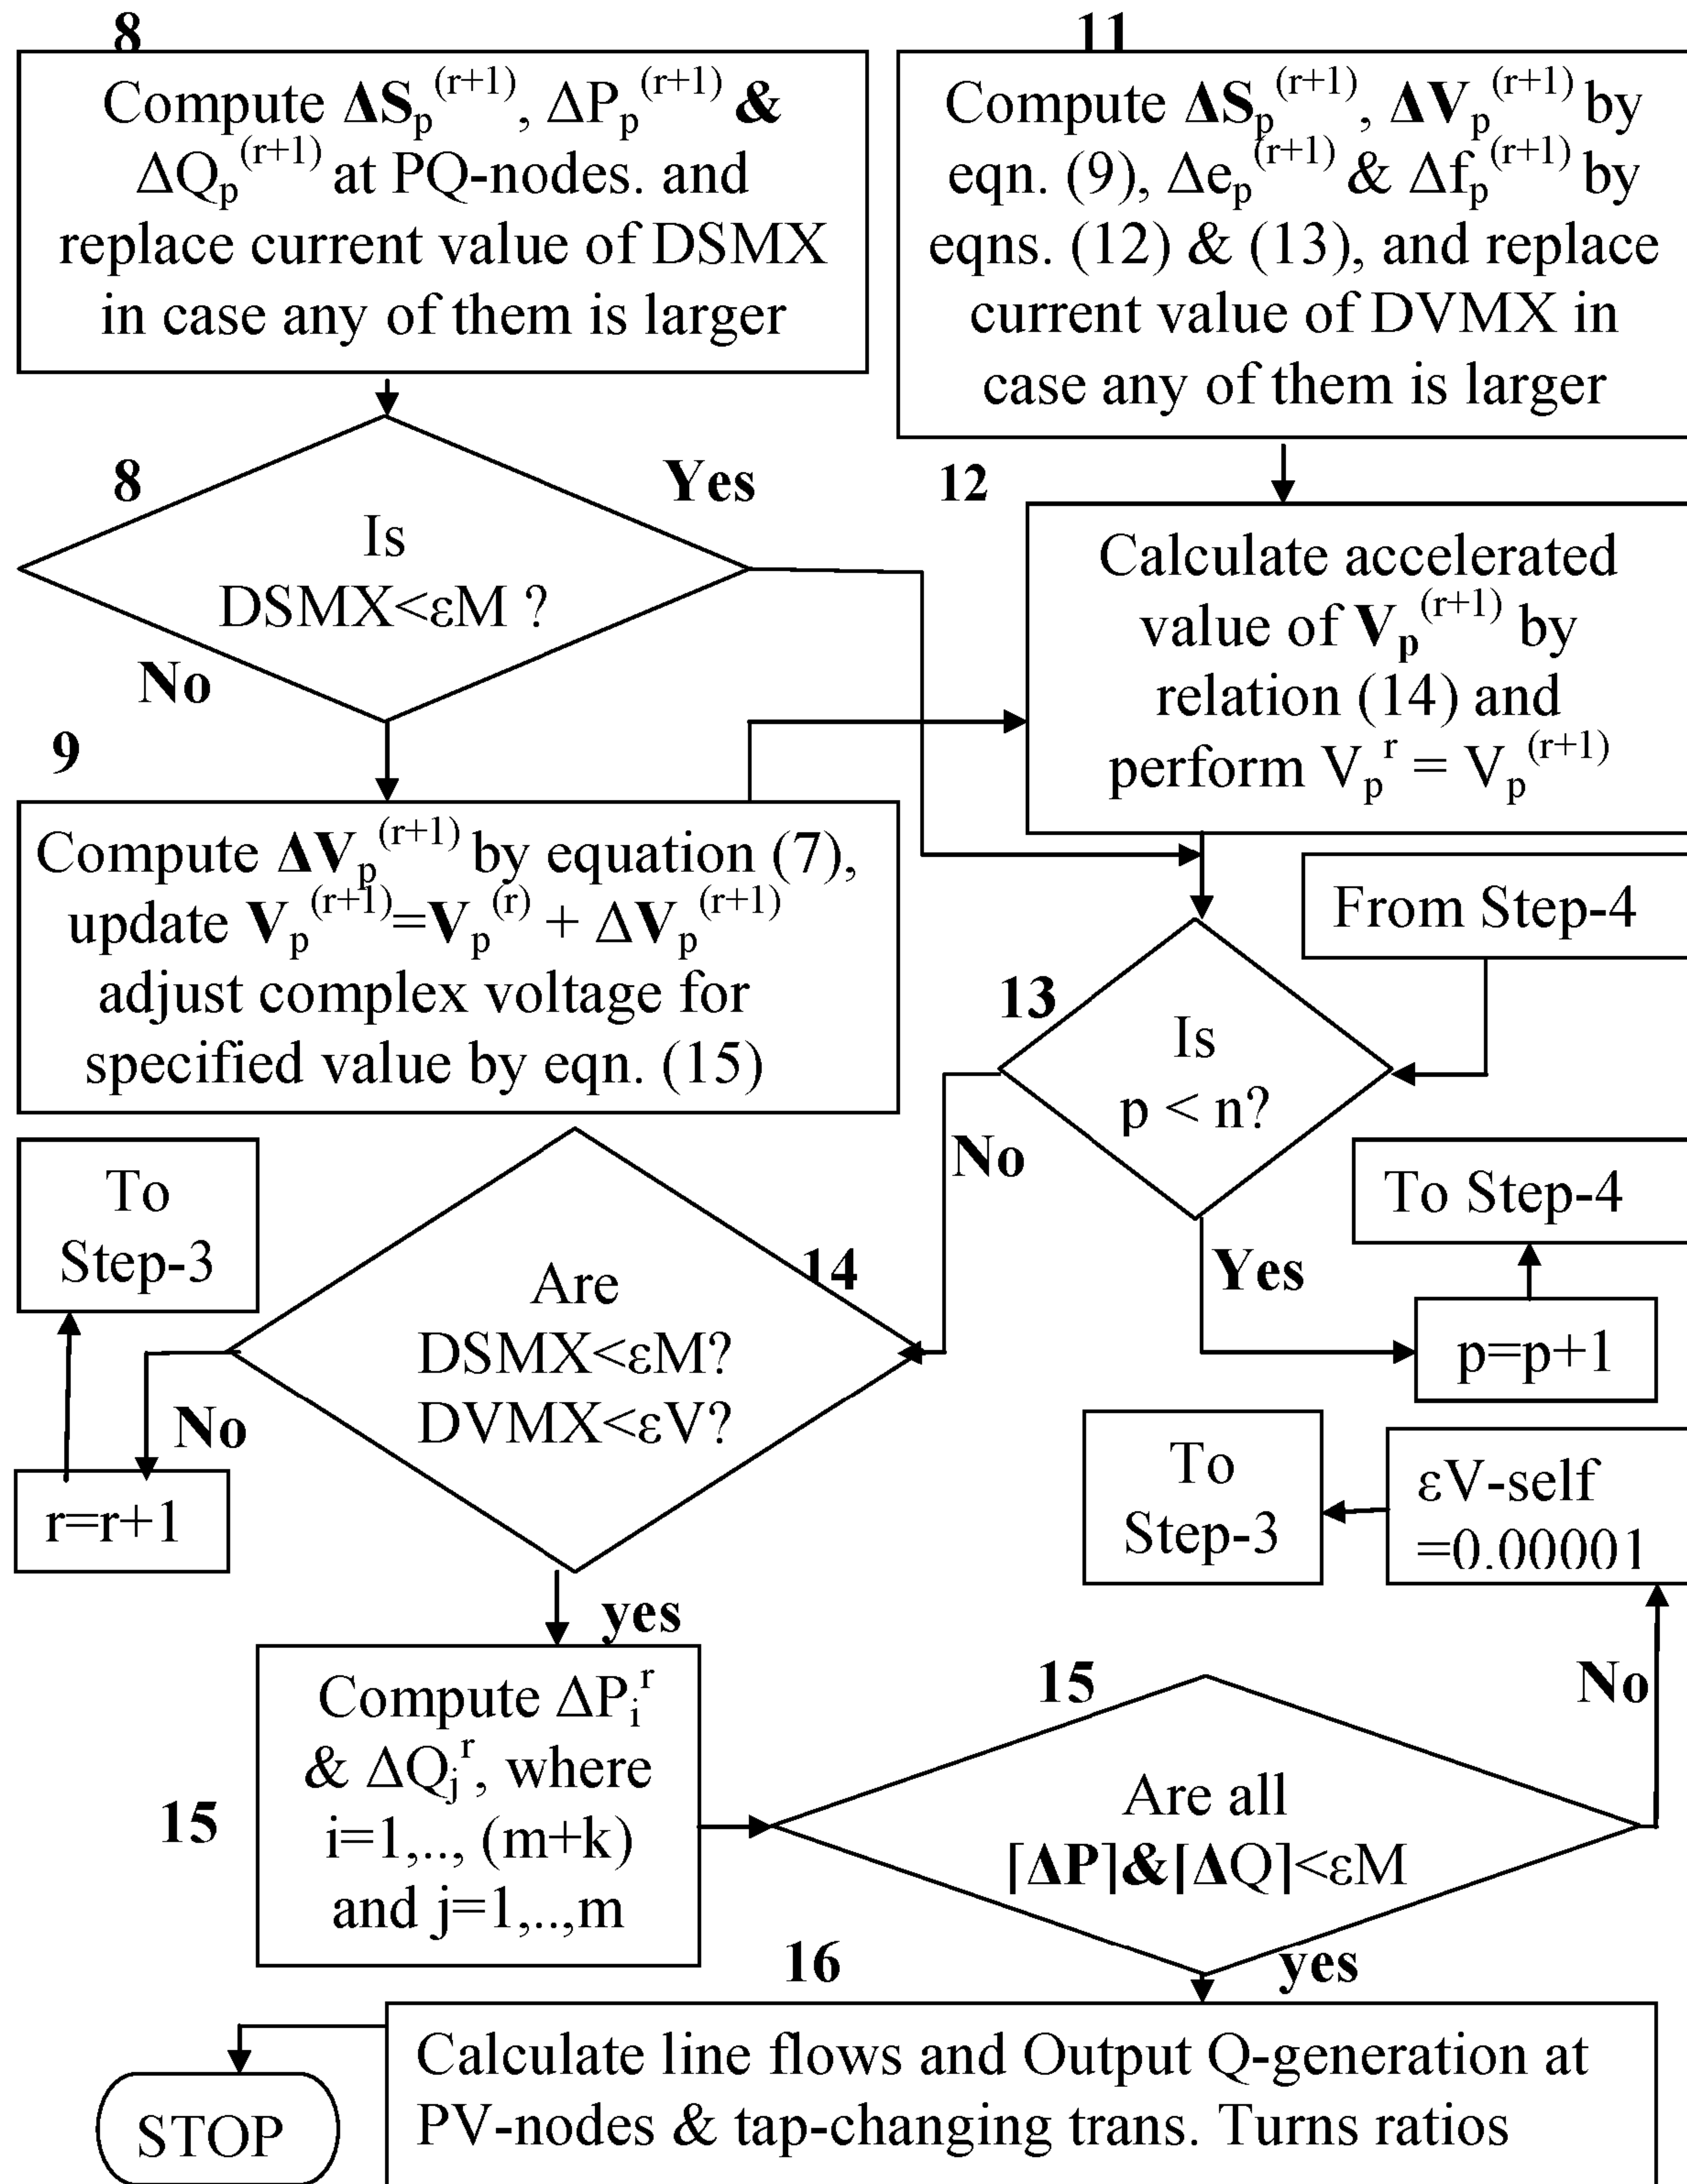 8
Compute ΔSp(r+1), ΔPp(r+1) &
ΔQp(r+1) at PQ-nodes. and
replace current value of DSMX
in case any of them is larger
11
Compute ΔSp(r+1), ΔVp(r+1) by
eqn. (9), Δep(r+1) & Δfp(r+1) by
eqns. (12) & (13), and replace
current value of DVMX in
case any of them is larger
8
Is
DSMX<εM ?
Yes
No
12
Calculate accelerated
value of Vp(r+1) by
relation (14) and
perform Vpr = Vp(r+1)
9
Compute ΔVp(r+1) by equation (7),
update Vp(r+1)=Vp(r) + ΔVp(r+1)
adjust complex voltage for
specified value by eqn. (15)
From Step-4
13
Is
p < n?
No
Yes
To Step-4
p=p+1
To
Step-3
14
Are
DSMX<εM?
DVMX<εV?
No
r=r+1
yes
To
Step-3
εV-self
=0.00001
15
Compute ΔPir
& ΔQjr, where
i=1,.., (m+k)
and j=1,..,m
15
Are all
⌈ΔP⌉&⌈ΔQ⌉<εM
No
yes
16
Calculate line flows and Output Q-generation at
PV-nodes & tap-changing trans. Turns ratios
STOP